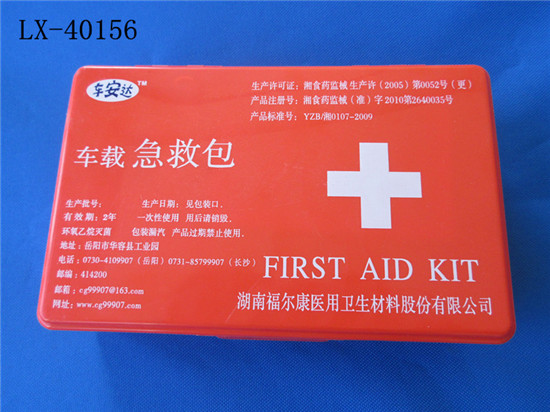 LX-40156
车安达™
生产许可证：湘食药监械生产许（2005）第0052号（更）
产品注册号：湘食药监械（准）字2010第2640035号
产品标准号：YZB/湘0107-2009
车载 急救包
生产批号： 生产日期：见包装口．
有效期：2年 一次性使用 用后请销毁．
环氧乙烷灭菌 包装漏汽 产品过期禁止使用．
地址：岳阳市华容县工业园
电话：0730-4109907（岳阳）0731-85799907（长沙）
邮编：414200
邮箱：cg99907@163.com
网址：www.cg99907.com
FIRST AID KIT
湖南福尔康医用卫生材料股份有限公司